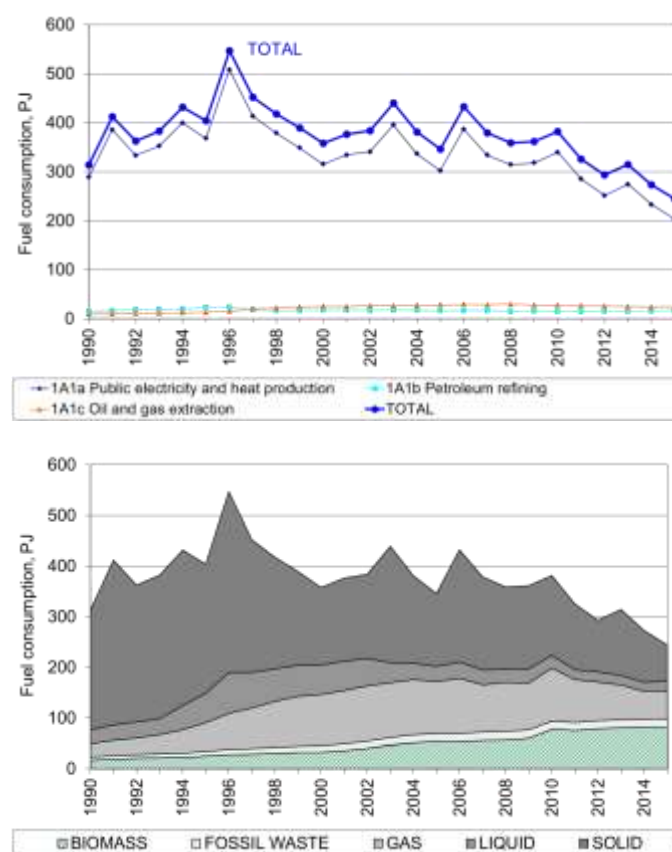 600
TOTAL
500
400
300
200
100
0
Fuel consumption, PJ
1990 1992 1994 1996 1998 2000 2002 2004 2006 2008 2010 2012 2014
1A1a Public electricity and heat production 1A1b Petroleum refining
1A1c Oil and gas extraction TOTAL
600
500
400
300
200
100
0
Fuel consumption, PJ
1990 1992 1994 1996 1998 2000 2002 2004 2006 2008 2010 2012 2014
BIOMASS FOSSIL WASTE GAS LIQUID SOLID